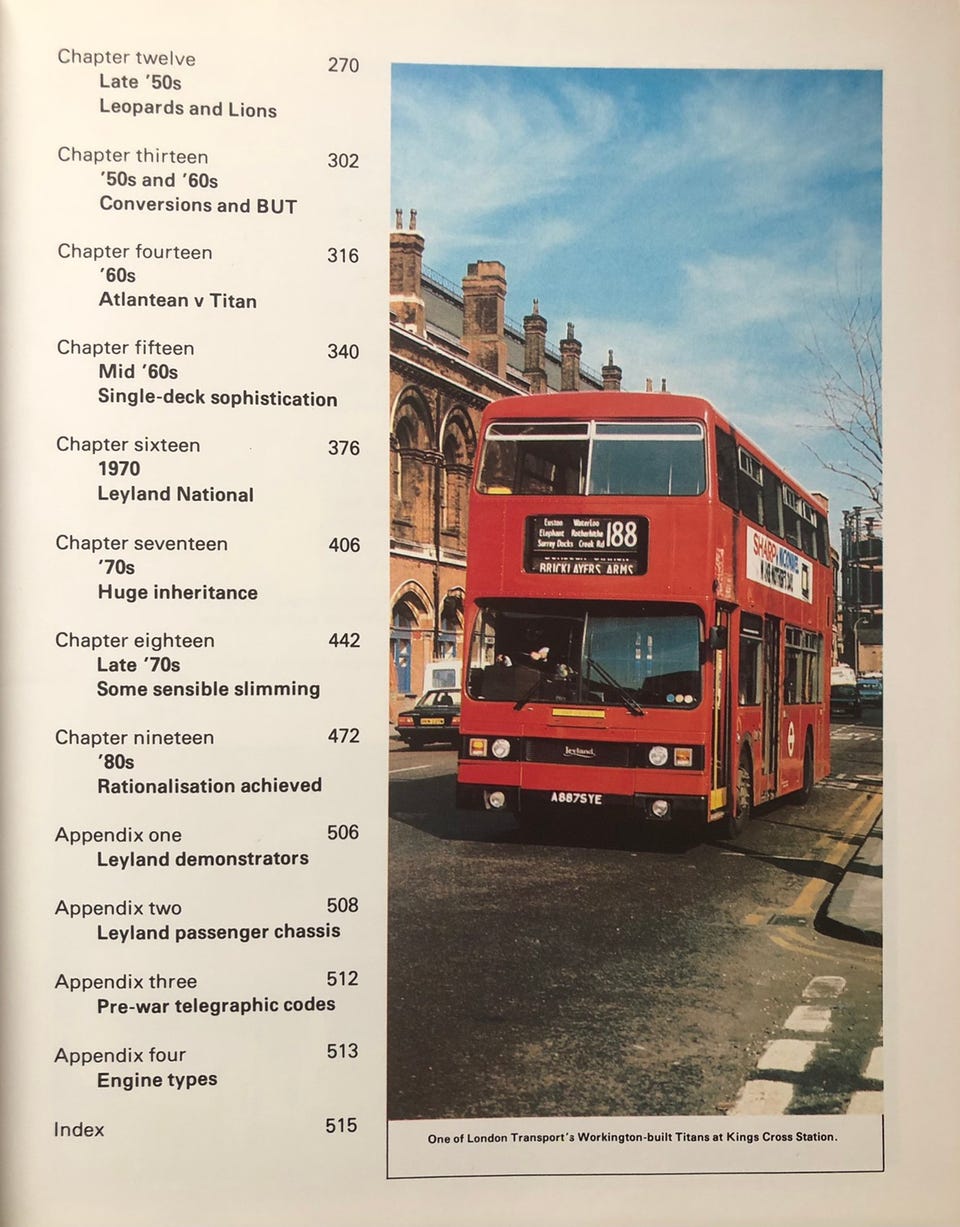 Chapter twelve 270
Late '50s
Leopards and Lions
Chapter thirteen 302
'50s and '60s
Conversions and BUT
Chapter fourteen 316
'60s
Atlantean v Titan
Chapter fifteen 340
Mid '60s
Single-deck sophistication
Chapter sixteen 376
1970
Leyland National
Chapter seventeen 406
'70s
Huge inheritance
Chapter eighteen 442
Late '70s
Some sensible slimming
Chapter nineteen 472
'80s
Rationalisation achieved
Appendix one 506
Leyland demonstrators
Appendix two 508
Leyland passenger chassis
Appendix three 512
Pre-war telegraphic codes
Appendix four 513
Engine types
Index 515
Euston Waterloo
Elephant Rotherhithe
Surrey Docks Creek Rd
188
BRICKLAYERS ARMS
SHARP
Leyland
A887SYE
One of London Transport's Workington-built Titans at Kings Cross Station.